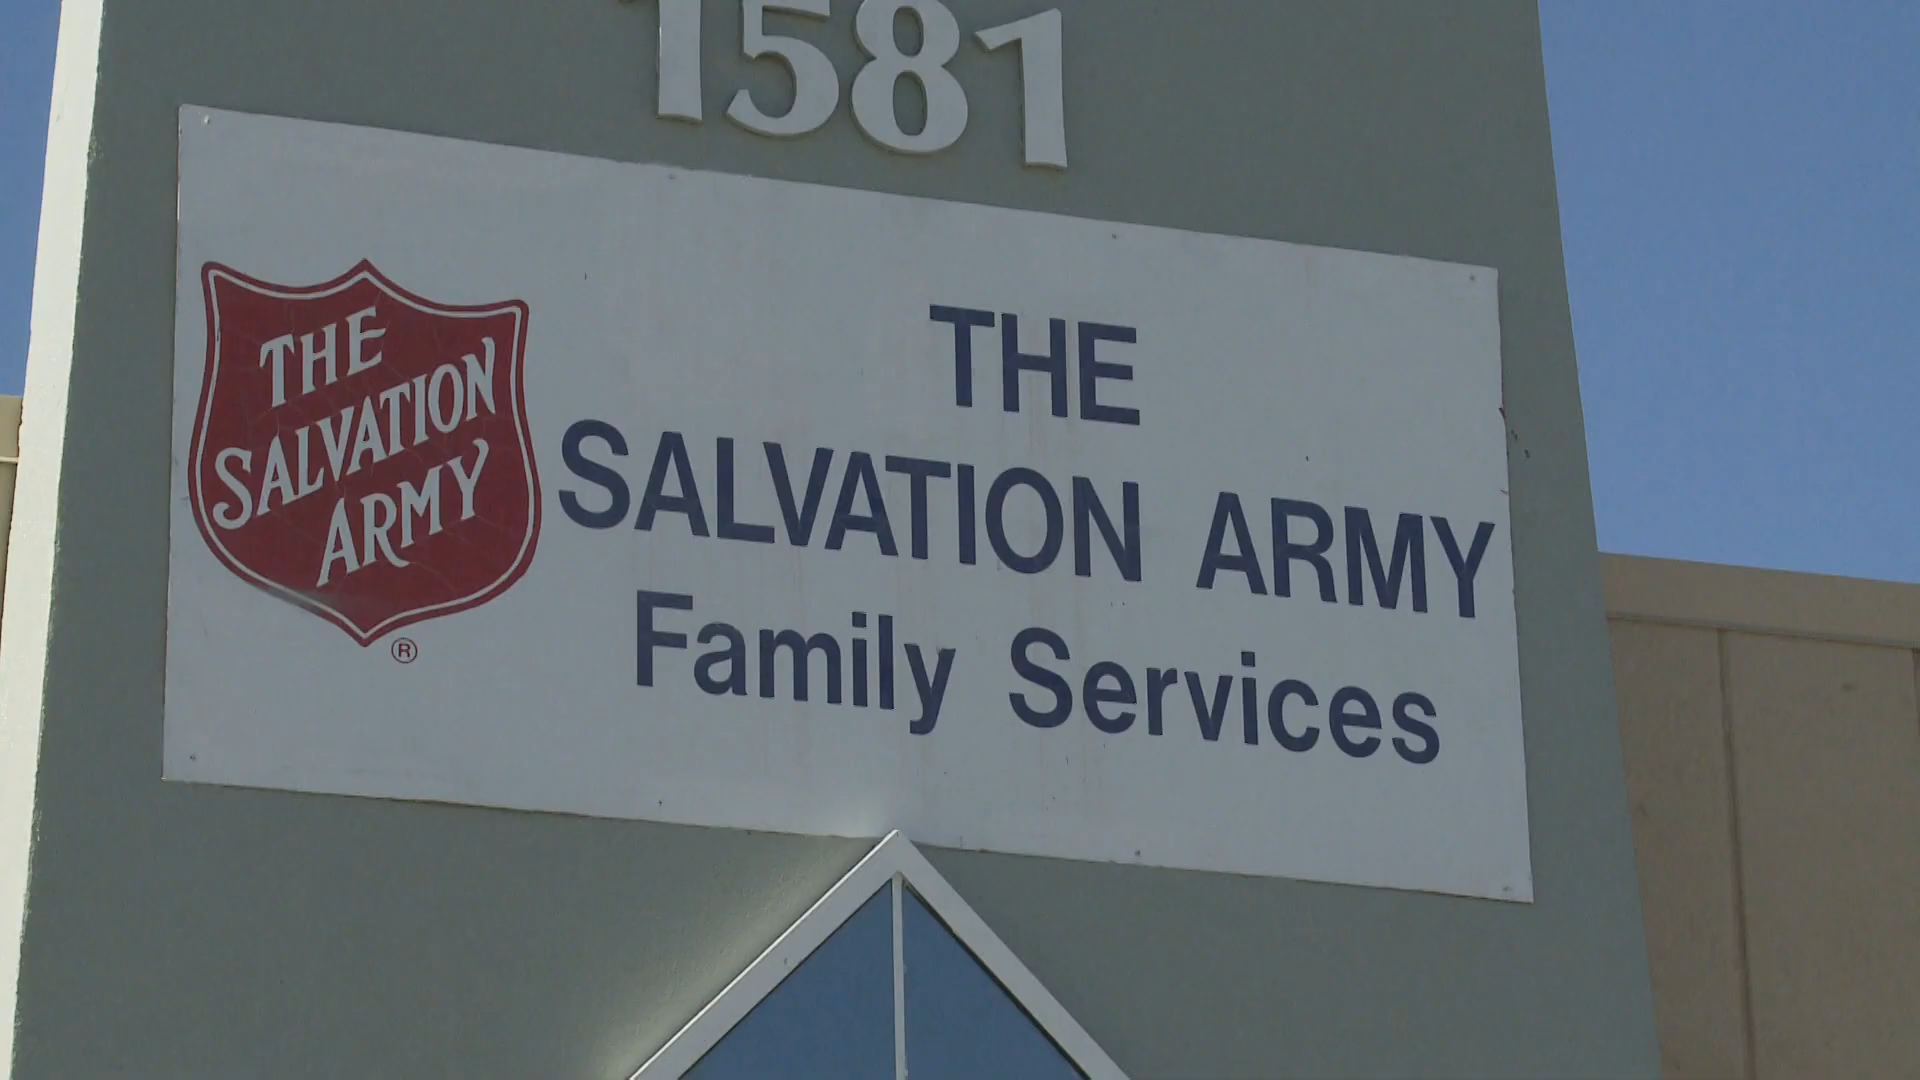 1581
THE
SALVATION
ARMY
®
THE
SALVATION ARMY
Family Services